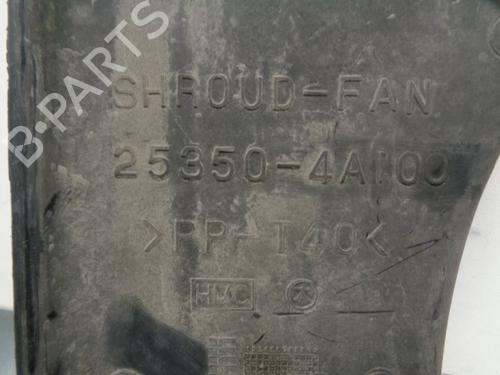 B-PARTS
SHROUD-FAN
25350-4A100
>PP-T40<
HMC